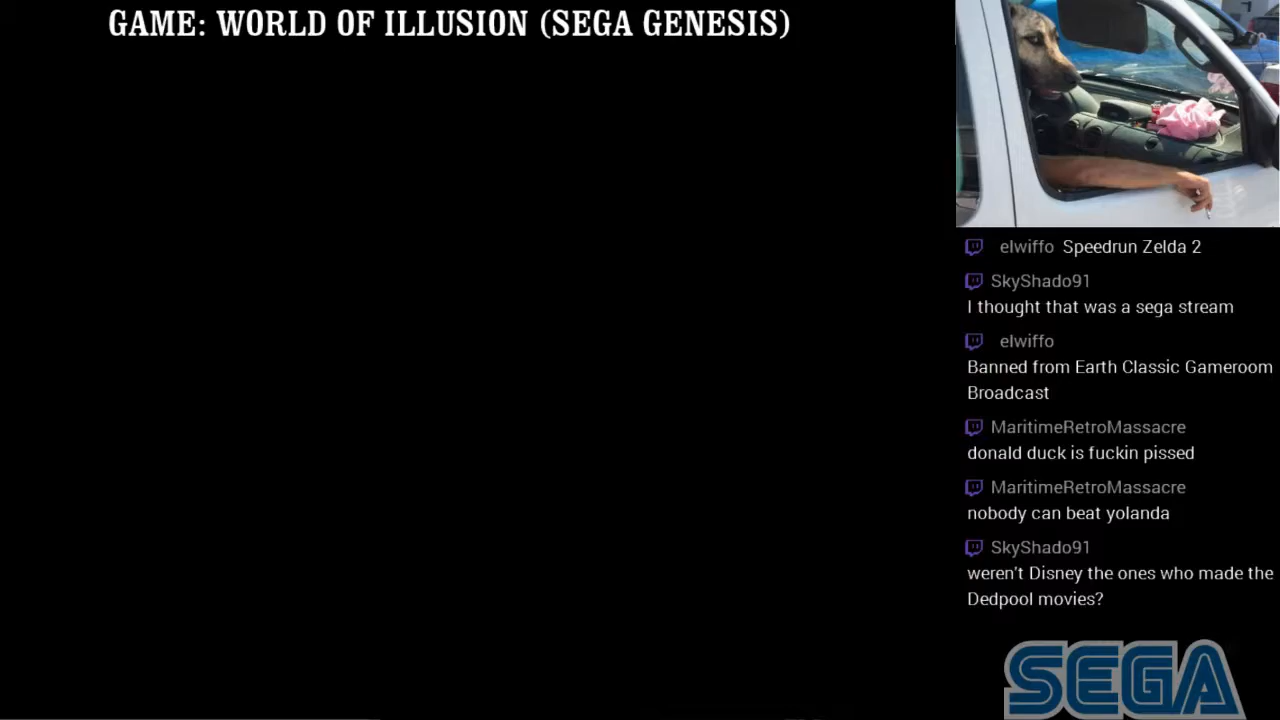 GAME: WORLD OF ILLUSION (SEGA GENESIS)
elwiffo Speedrun Zelda 2
SkyShado91
I thought that was a sega stream
elwiffo
Banned from Earth Classic Gameroom
Broadcast
MaritimeRetroMassacre
donald duck is fuckin pissed
MaritimeRetroMassacre
nobody can beat yolanda
SkyShado91
weren't Disney the ones who made the
Dedpool movies?
SEGA